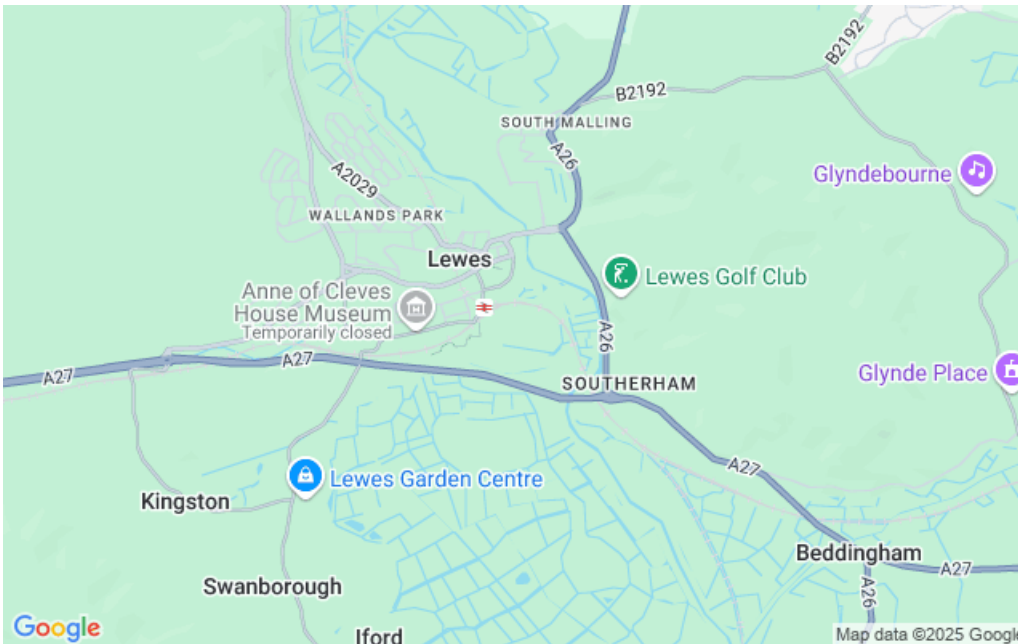 B2192
B2192
SOUTH MALLING
A26
A2029
Glyndebourne
WALLANDS PARK
Lewes
Lewes Golf Club
Anne of Cleves
House Museum
Temporarily closed
A26
A27
A27
SOUTHERHAM
Glynde Place
A27
Lewes Garden Centre
Kingston
Beddingham
A27
Swanborough
A26
Iford
Google
Map data ©2025 Google